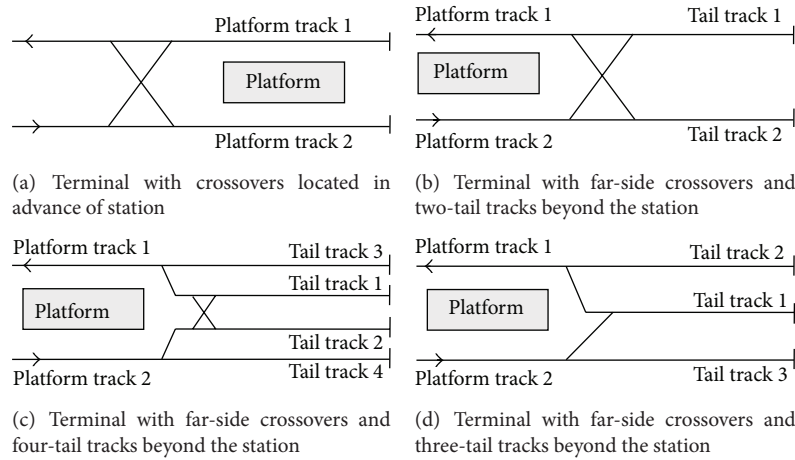 Platform track 1
Platform
Platform track 2
(a) Terminal with crossovers located in
advance of station
Platform track 1
Tail track 1
Platform
Platform track 2
Tail track 2
(b) Terminal with far-side crossovers and
two-tail tracks beyond the station
Platform track 1
Tail track 3
Tail track 1
Platform
Tail track 2
Platform track 2
Tail track 4
(c) Terminal with far-side crossovers and
four-tail tracks beyond the station
Platform track 1
Tail track 2
Tail track 1
Platform
Platform track 2
Tail track 3
(d) Terminal with far-side crossovers and
three-tail tracks beyond the station